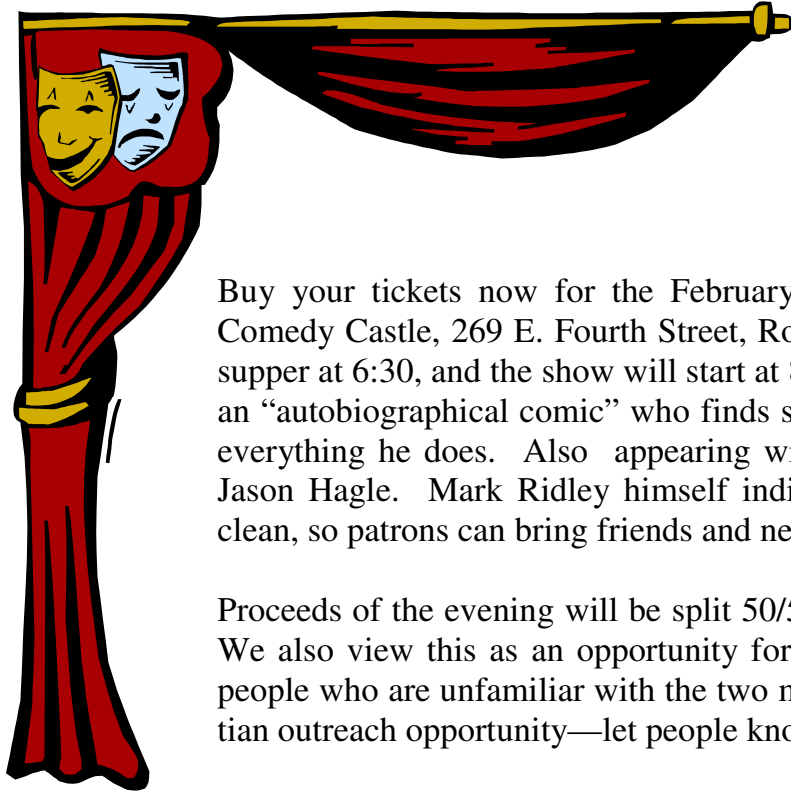 Buy your tickets now for the February
Comedy Castle, 269 E. Fourth Street, Ro
supper at 6:30, and the show will start at
an “autobiographical comic” who finds s
everything he does. Also appearing wi
Jason Hagle. Mark Ridley himself indi
clean, so patrons can bring friends and ne
Proceeds of the evening will be split 50/5
We also view this as an opportunity for
people who are unfamiliar with the two m
tian outreach opportunity—let people kno